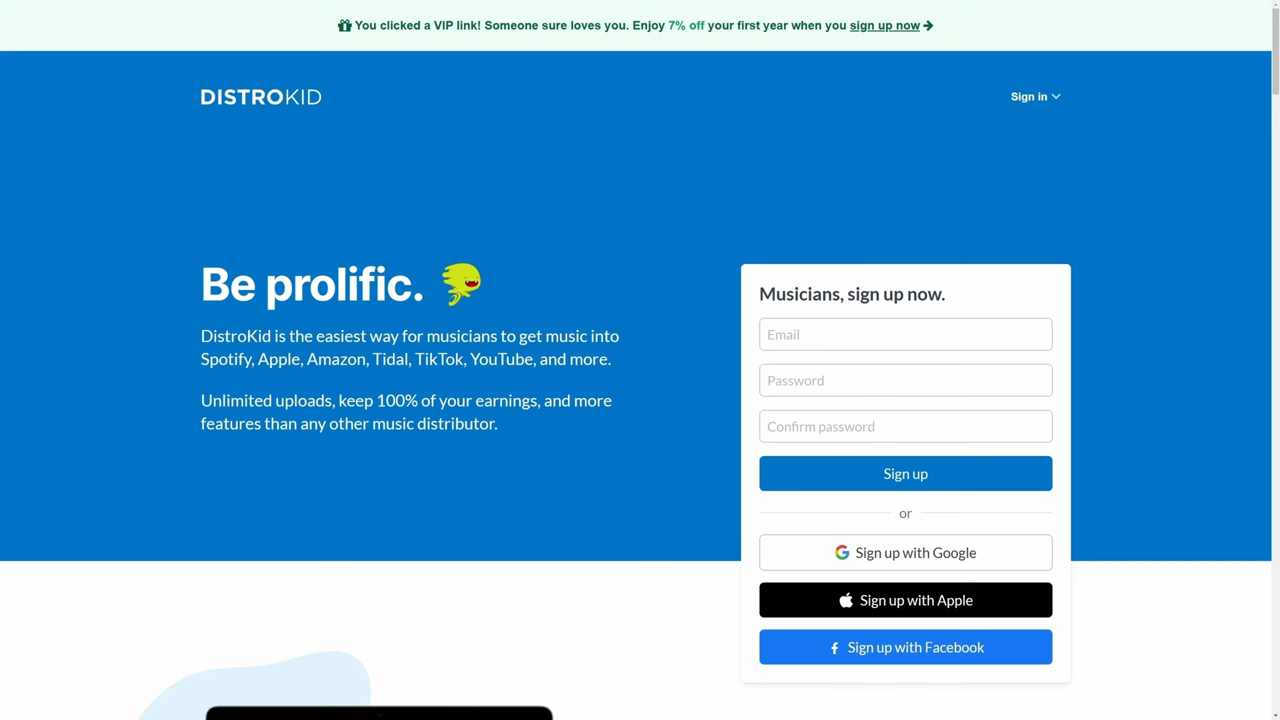 You clicked a VIP link! Someone sure loves you. Enjoy 7% off your first year when you sign up now
DISTROKID
Sign in
Be prolific.
DistroKid is the easiest way for musicians to get music into
Spotify, Apple, Amazon, Tidal, TikTok, YouTube, and more.
Unlimited uploads, keep 100% of your earnings, and more
features than any other music distributor.
Musicians, sign up now.
Email
Password
Confirm password
Sign up
or
Sign up with Google
Sign up with Apple
Sign up with Facebook